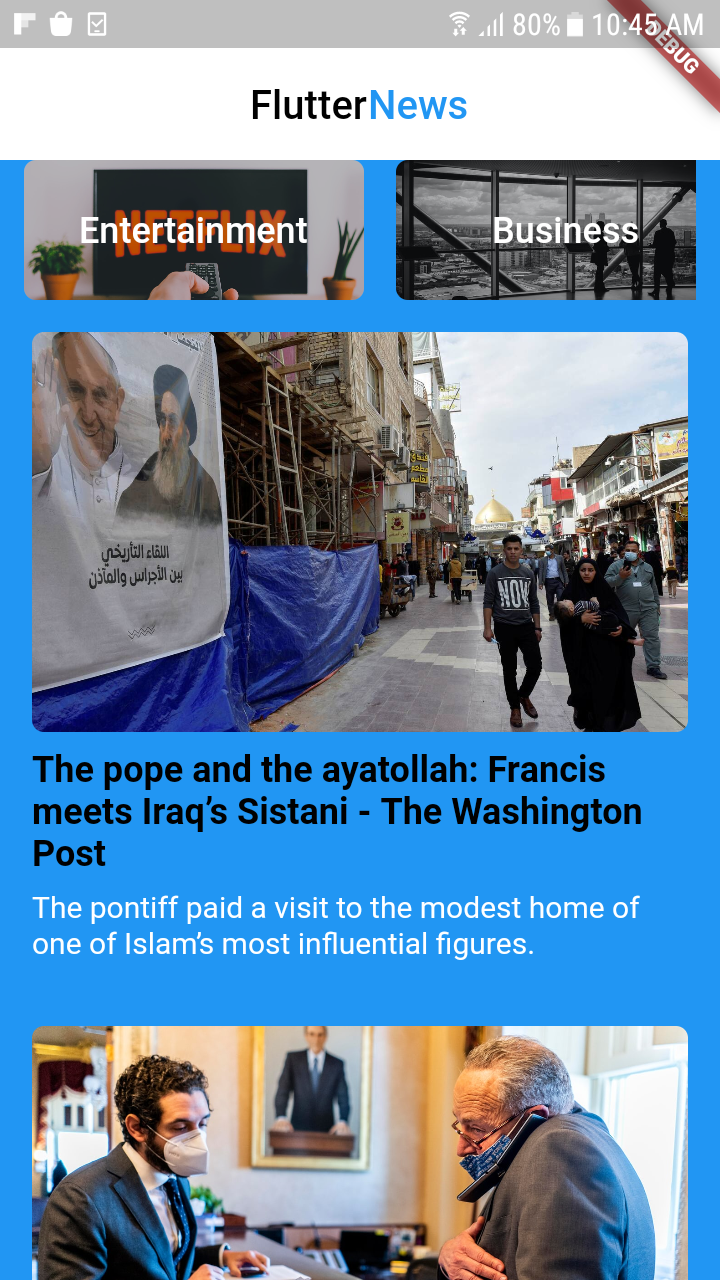 80% 10:45 AM
DEBUG
FlutterNews
NETFLIX
Entertainment
Business
اللقاء التأريخي
بين الأجراس والمآذن
NOW
The pope and the ayatollah: Francis
meets Iraq’s Sistani - The Washington
Post
The pontiff paid a visit to the modest home of
one of Islam’s most influential figures.